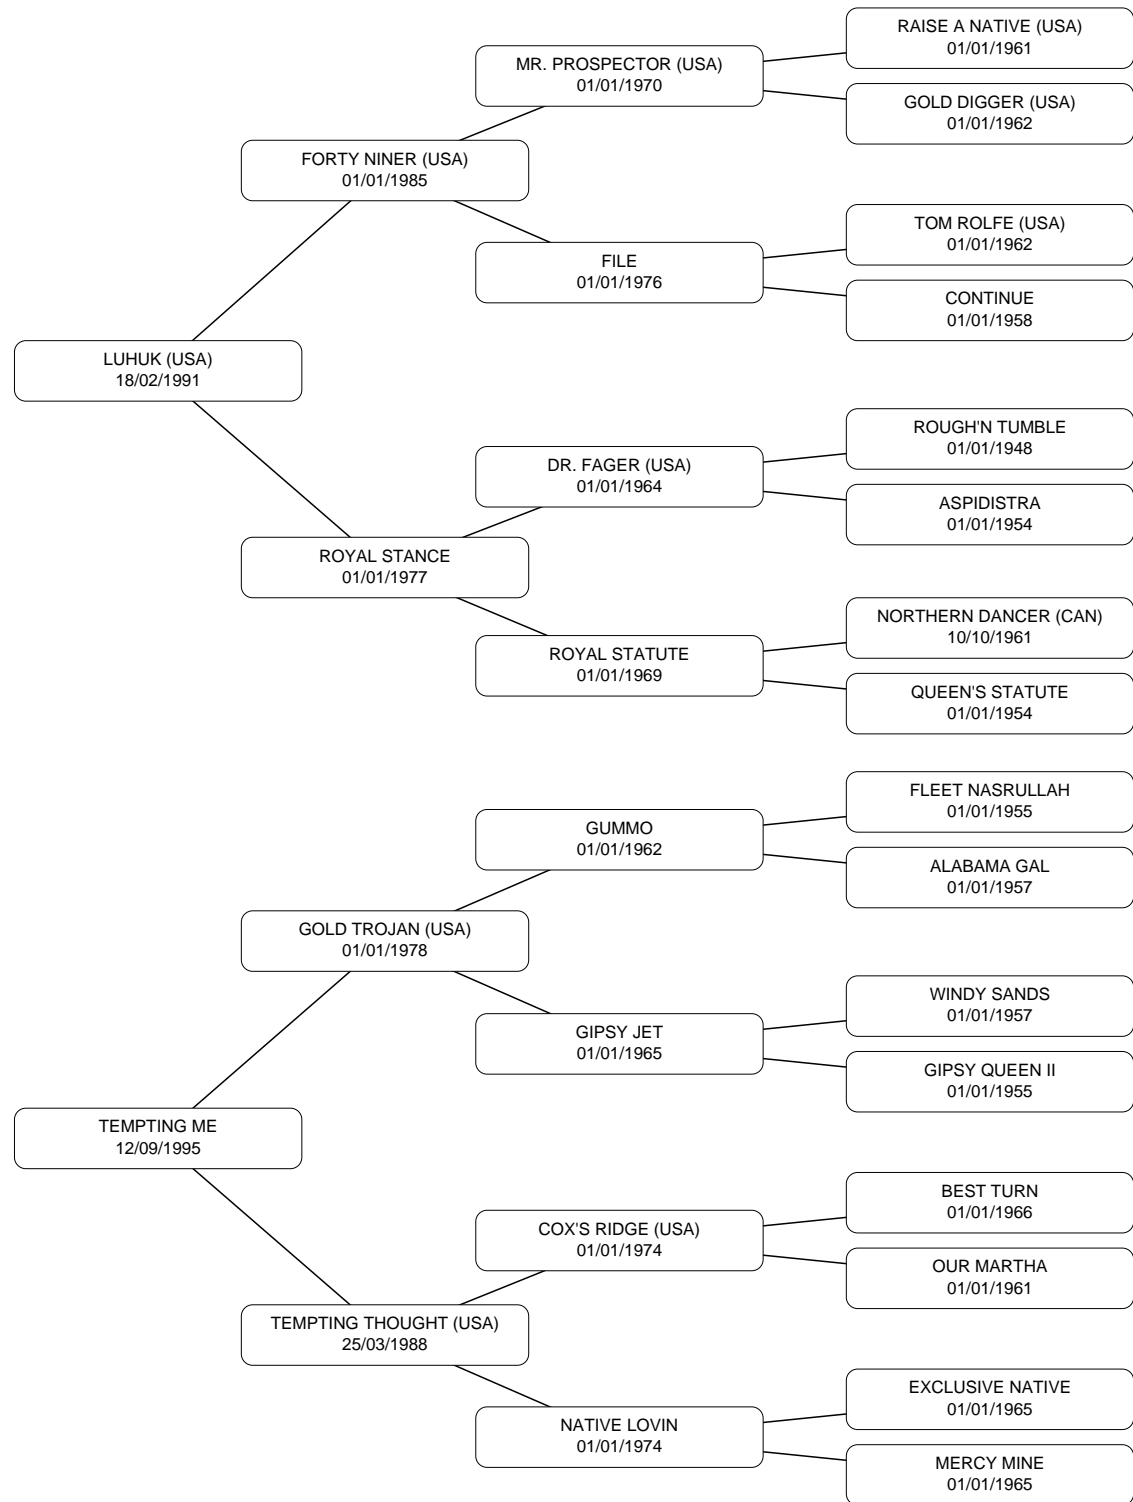 RAISE A NATIVE (USA)
01/01/1961
MR. PROSPECTOR (USA)
01/01/1970
GOLD DIGGER (USA)
01/01/1962
FORTY NINER (USA)
01/01/1985
TOM ROLFE (USA)
01/01/1962
FILE
01/01/1976
CONTINUE
01/01/1958
LUHUK (USA)
18/02/1991
ROUGH'N TUMBLE
01/01/1948
DR. FAGER (USA)
01/01/1964
ASPIDISTRA
01/01/1954
ROYAL STANCE
01/01/1977
NORTHERN DANCER (CAN)
10/10/1961
ROYAL STATUTE
01/01/1969
QUEEN'S STATUTE
01/01/1954
FLEET NASRULLAH
01/01/1955
GUMMO
01/01/1962
ALABAMA GAL
01/01/1957
GOLD TROJAN (USA)
01/01/1978
WINDY SANDS
01/01/1957
GIPSY JET
01/01/1965
GIPSY QUEEN II
01/01/1955
TEMPTING ME
12/09/1995
BEST TURN
01/01/1966
COX'S RIDGE (USA)
01/01/1974
OUR MARTHA
01/01/1961
TEMPTING THOUGHT (USA)
25/03/1988
EXCLUSIVE NATIVE
01/01/1965
NATIVE LOVIN
01/01/1974
MERCY MINE
01/01/1965